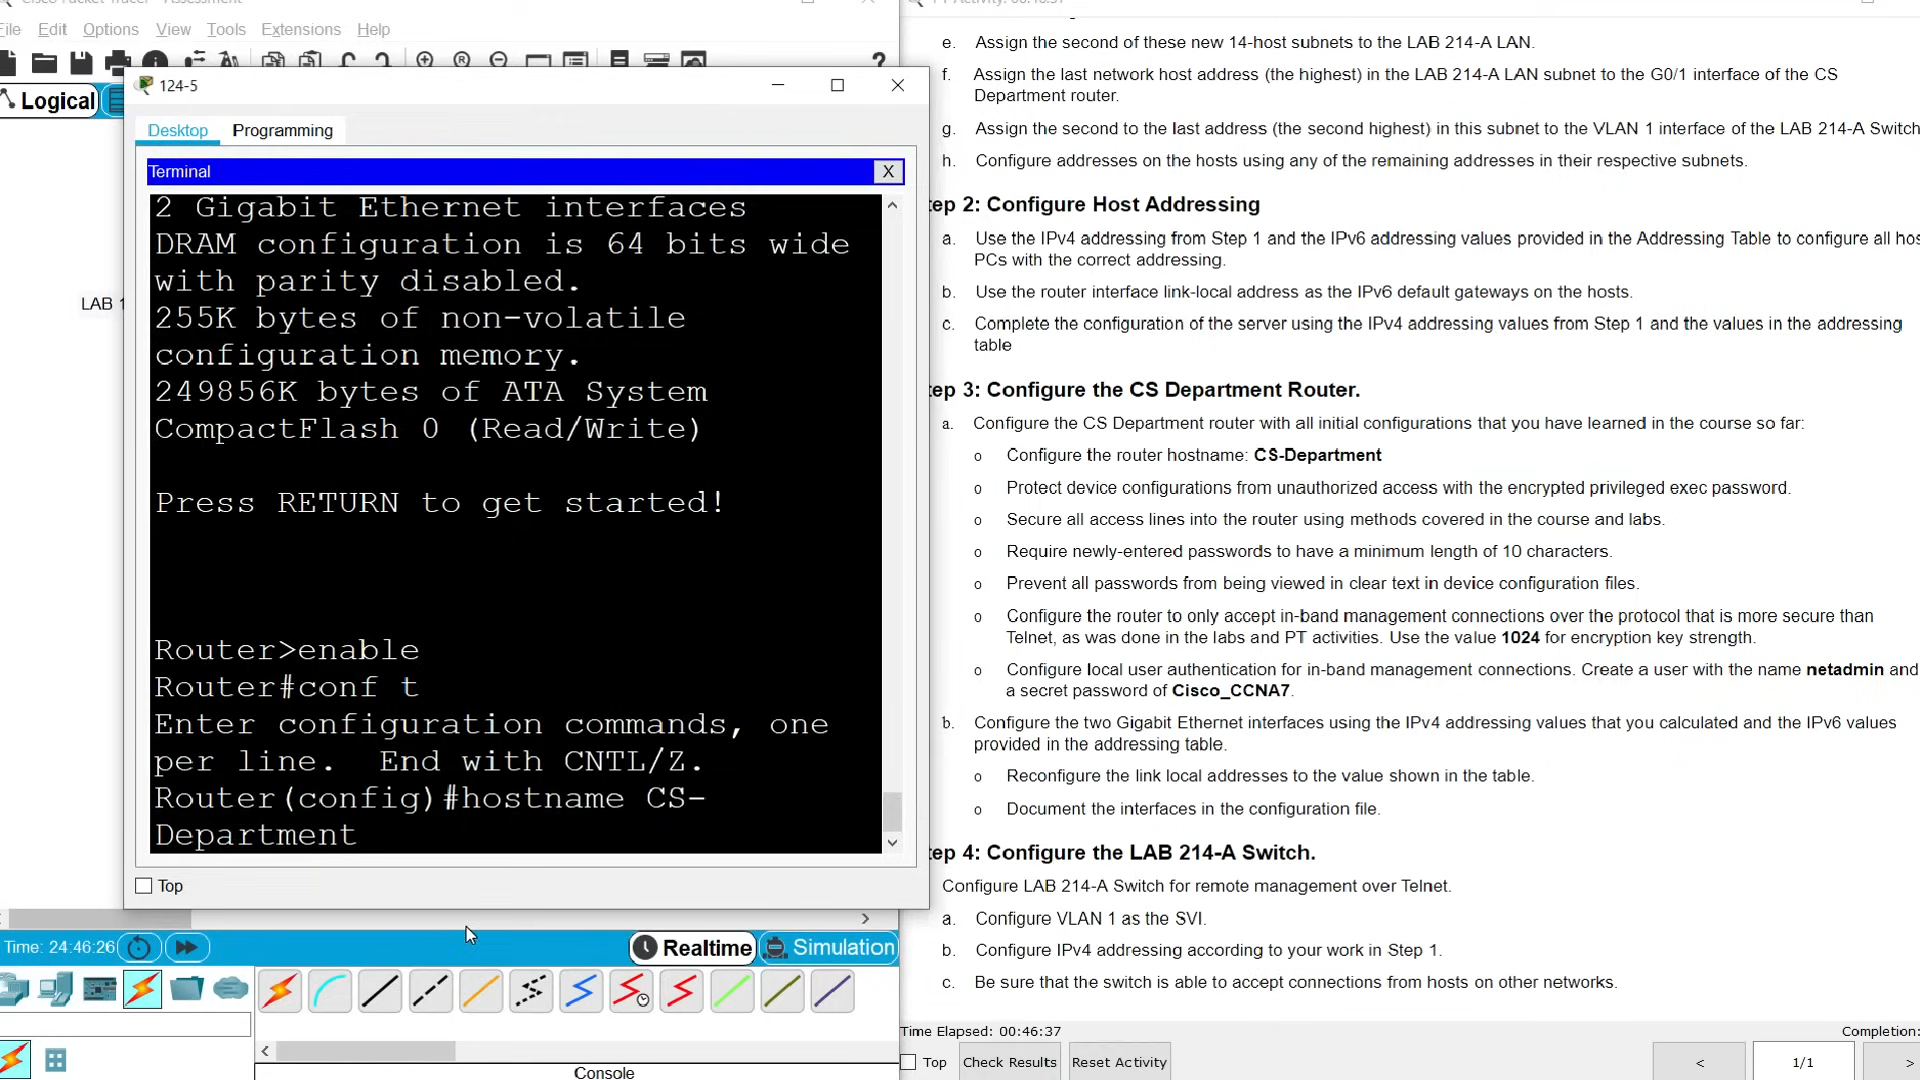 File Edit Options View Tools Extensions Help
Logical
LAB 1
124-5
Desktop Programming
Terminal X
2 Gigabit Ethernet interfaces
DRAM configuration is 64 bits wide
with parity disabled.
255K bytes of non-volatile
configuration memory.
249856K bytes of ATA System
CompactFlash 0 (Read/Write)
Press RETURN to get started!
Router>enable
Router#conf t
Enter configuration commands, one
per line.  End with CNTL/Z.
Router(config)#hostname CS-
Department
Top
Time: 24:46:26
Realtime Simulation
Console
e. Assign the second of these new 14-host subnets to the LAB 214-A LAN.
f. Assign the last network host address (the highest) in the LAB 214-A LAN subnet to the G0/1 interface of the CS
Department router.
g. Assign the second to the last address (the second highest) in this subnet to the VLAN 1 interface of the LAB 214-A Switch
h. Configure addresses on the hosts using any of the remaining addresses in their respective subnets.
tep 2: Configure Host Addressing
a. Use the IPv4 addressing from Step 1 and the IPv6 addressing values provided in the Addressing Table to configure all hos
PCs with the correct addressing.
b. Use the router interface link-local address as the IPv6 default gateways on the hosts.
c. Complete the configuration of the server using the IPv4 addressing values from Step 1 and the values in the addressing
table
tep 3: Configure the CS Department Router.
a. Configure the CS Department router with all initial configurations that you have learned in the course so far:
o Configure the router hostname: CS-Department
o Protect device configurations from unauthorized access with the encrypted privileged exec password.
o Secure all access lines into the router using methods covered in the course and labs.
o Require newly-entered passwords to have a minimum length of 10 characters.
o Prevent all passwords from being viewed in clear text in device configuration files.
o Configure the router to only accept in-band management connections over the protocol that is more secure than
Telnet, as was done in the labs and PT activities. Use the value 1024 for encryption key strength.
o Configure local user authentication for in-band management connections. Create a user with the name netadmin and
a secret password of Cisco_CCNA7.
b. Configure the two Gigabit Ethernet interfaces using the IPv4 addressing values that you calculated and the IPv6 values
provided in the addressing table.
o Reconfigure the link local addresses to the value shown in the table.
o Document the interfaces in the configuration file.
tep 4: Configure the LAB 214-A Switch.
Configure LAB 214-A Switch for remote management over Telnet.
a. Configure VLAN 1 as the SVI.
b. Configure IPv4 addressing according to your work in Step 1.
c. Be sure that the switch is able to accept connections from hosts on other networks.
Time Elapsed: 00:46:37 Completion:
Top Check Results Reset Activity < 1/1 >